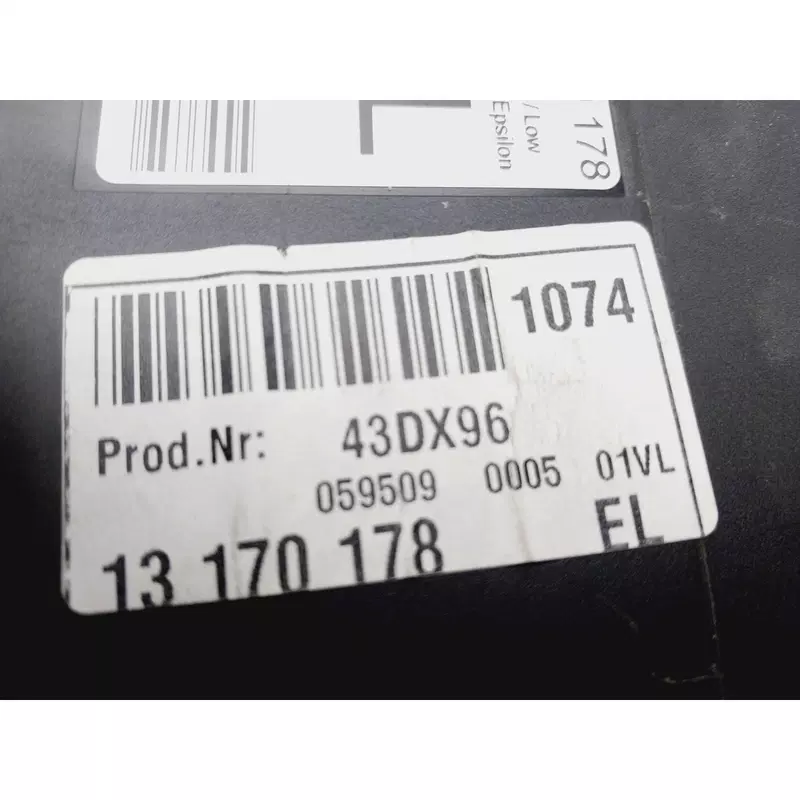 L
/ Low
Epsilon
178
1074
Prod.Nr: 43DX96
059509 0005 01VL
13 170 178 EL